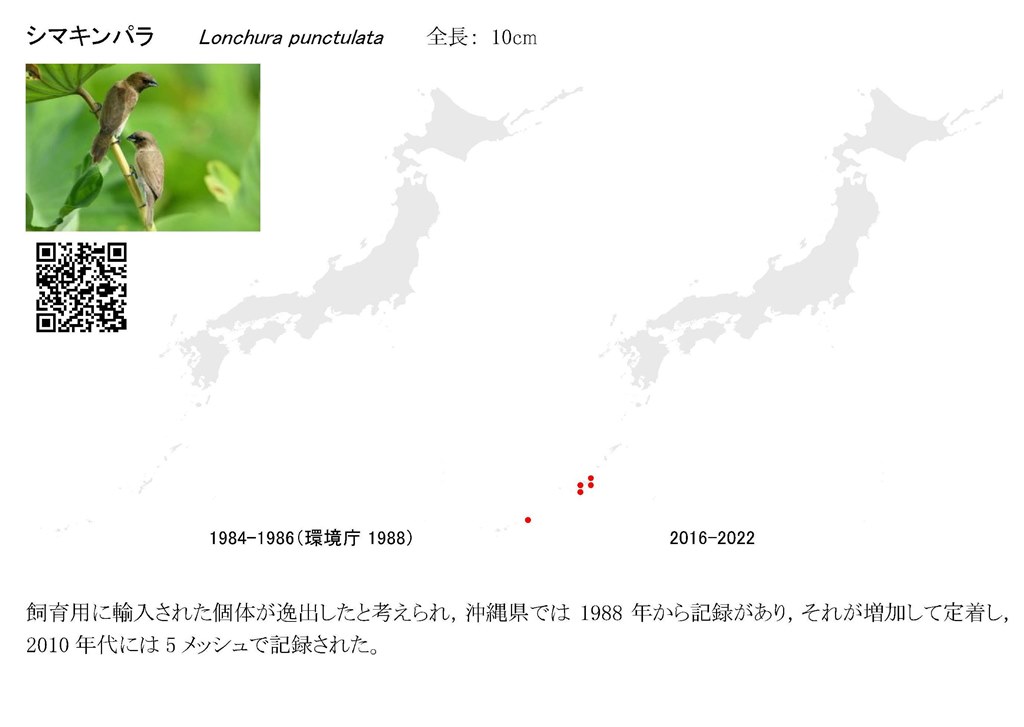 シマキンパラ Lonchura punctulata 全長： 10cm
1984-1986（環境庁 1988）
2016-2022
飼育用に輸入された個体が逸出したと考えられ，沖縄県では 1988 年から記録があり，それが増加して定着し，
2010 年代には 5 メッシュで記録された。